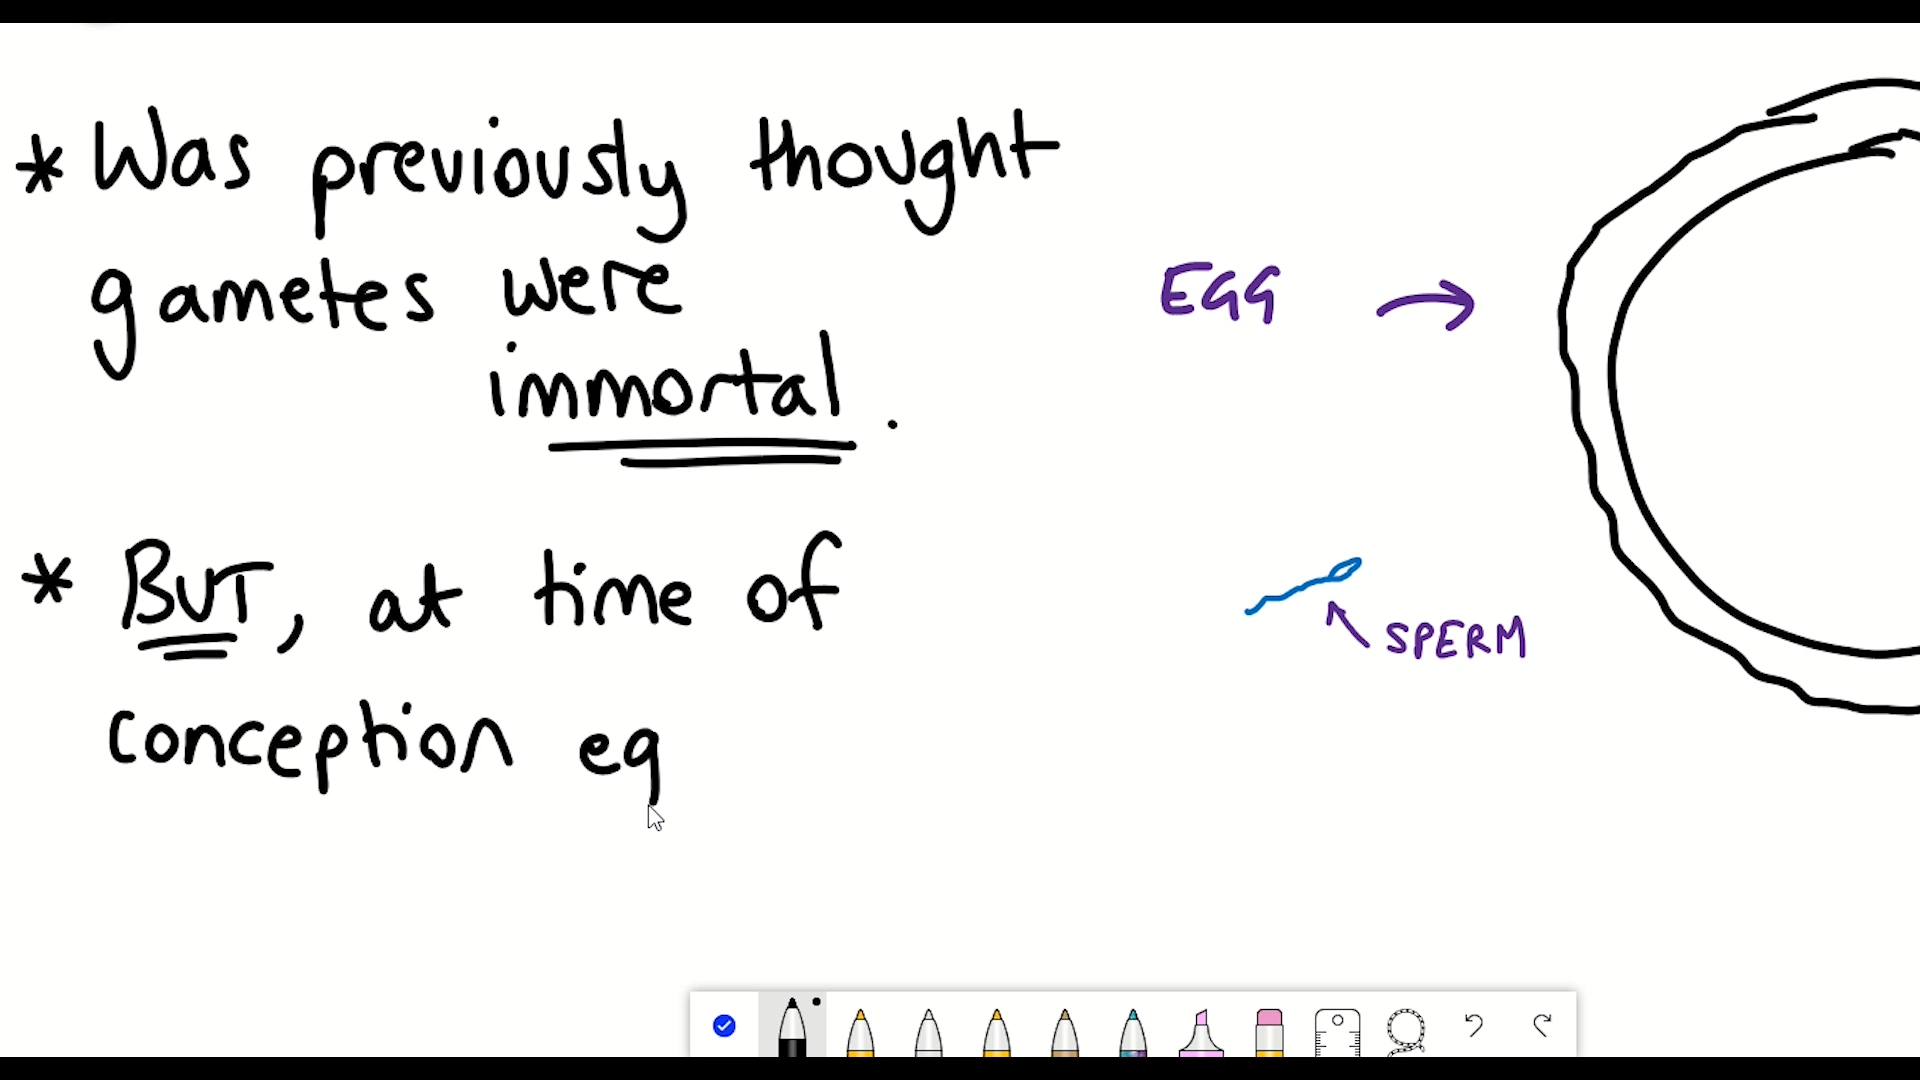 * Was previously thought
gametes were
immortal.
* BUT, at time of
conception eg
EGG →
SPERM